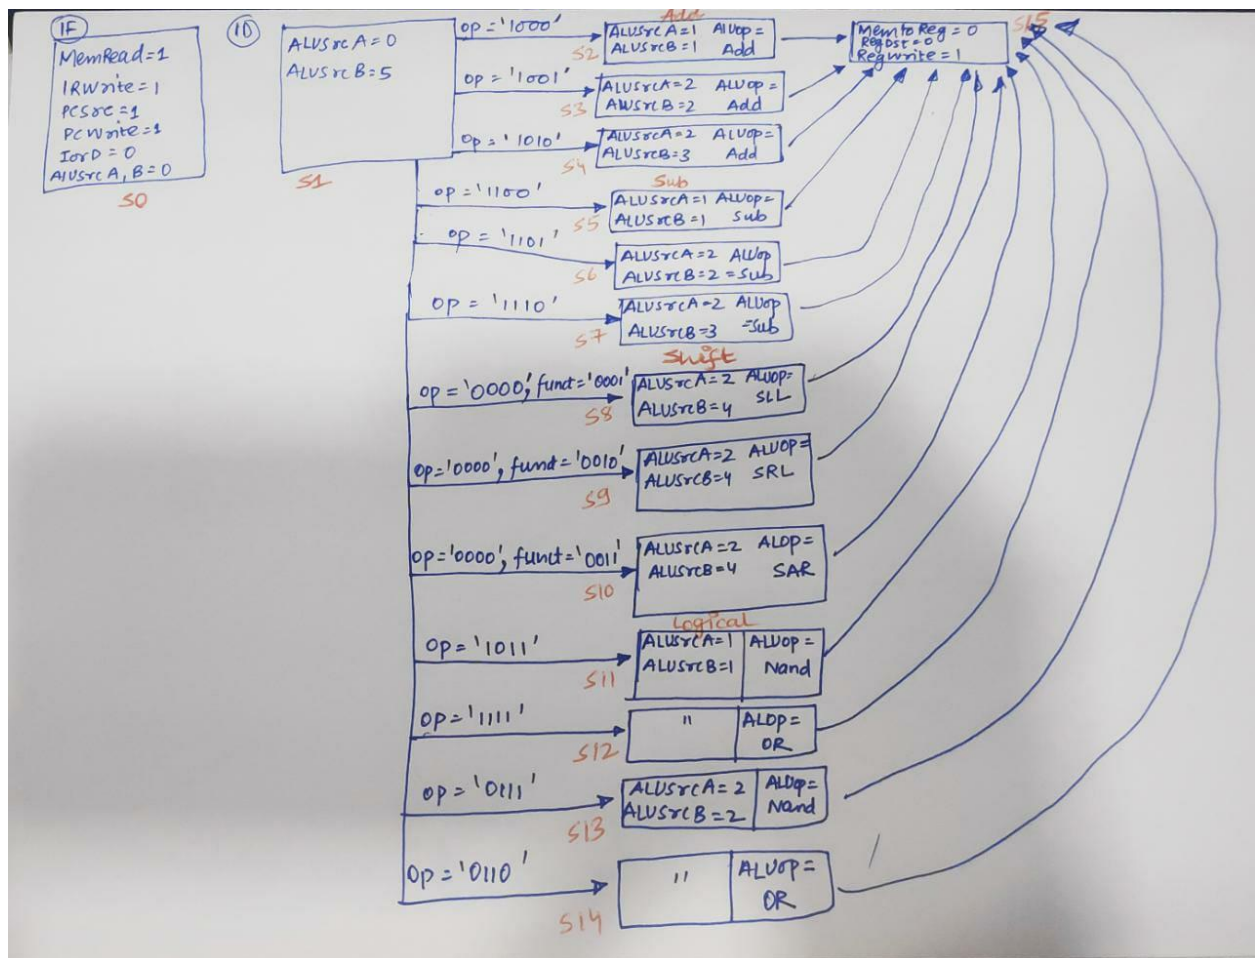 IF
MemRead=1
IRWrite=1
PCSrc=1
PCWrite=1
IorD=0
AlUSrc A, B=0
S0
ID
ALUSrc A=0
ALUSrcB=5
S1
Add
op='1000'
S2
ALUSrcA=1 AlUop=
ALUSrcB=1 Add
op='1001'
S3
ALUSrcA=2 ALUop=
ALUSrcB=2 Add
op='1010'
S4
ALUSrcA=2 ALUop=
ALUSrcB=3 Add
Sub
op='1100'
S5
ALUSrcA=1 ALUop=
ALUSrcB=1 Sub
op='1101'
S6
ALUSrcA=2 ALUop
ALUSrcB=2 =Sub
op='1110'
S7
ALUSrcA=2 ALUop
ALUSrcB=3 =Sub
Shift
op='0000', funct='0001'
S8
ALUSrcA=2 ALUop=
ALUSrcB=4 SLL
op='0000', funct='0010'
S9
ALUSrcA=2 ALUOP=
ALUSrcB=4 SRL
op='0000', funct='0011'
S10
ALUSrcA=2 ALOP=
ALUSrcB=4 SAR
Logical
op='1011'
S11
ALUSrcA=1 ALUop=
ALUSrcB=1 Nand
op='1111'
S12
" ALOP=
OR
op='0111'
S13
ALUSrcA=2 ALUop=
ALUSrcB=2 Nand
op='0110'
S14
" ALUop=
OR
MemtoReg=0
RegDst=0
RegWrite=1
S15